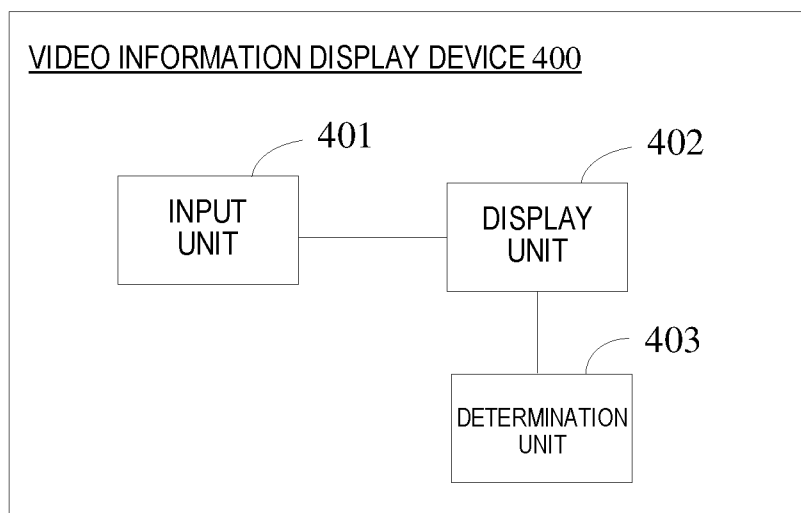 VIDEO INFORMATION DISPLAY DEVICE 400
401
INPUT
UNIT
402
DISPLAY
UNIT
403
DETERMINATION
UNIT